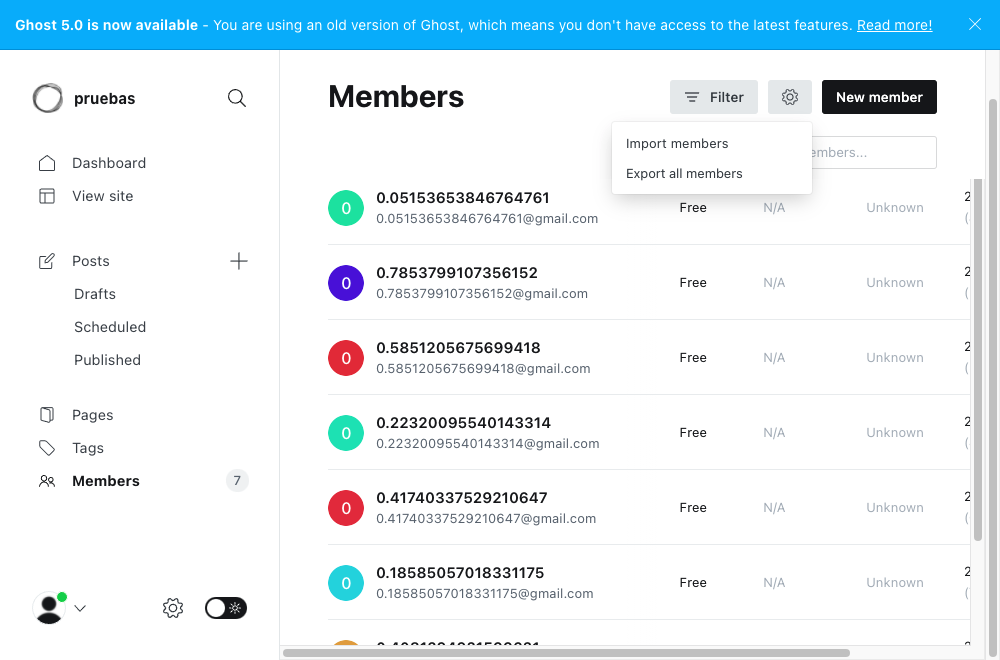 Ghost 5.0 is now available - You are using an old version of Ghost, which means you don't have access to the latest features. Read more!
pruebas
Dashboard
View site
Posts
Drafts
Scheduled
Published
Pages
Tags
Members 7
Members
Filter
New member
Import members
Export all members
embers...
0 0.05153653846764761 Free N/A Unknown 2
0.05153653846764761@gmail.com (
0 0.7853799107356152 Free N/A Unknown 2
0.7853799107356152@gmail.com (
0 0.5851205675699418 Free N/A Unknown 2
0.5851205675699418@gmail.com (
0 0.22320095540143314 Free N/A Unknown 2
0.22320095540143314@gmail.com (
0 0.41740337529210647 Free N/A Unknown 2
0.41740337529210647@gmail.com (
0 0.18585057018331175 Free N/A Unknown 2
0.18585057018331175@gmail.com (